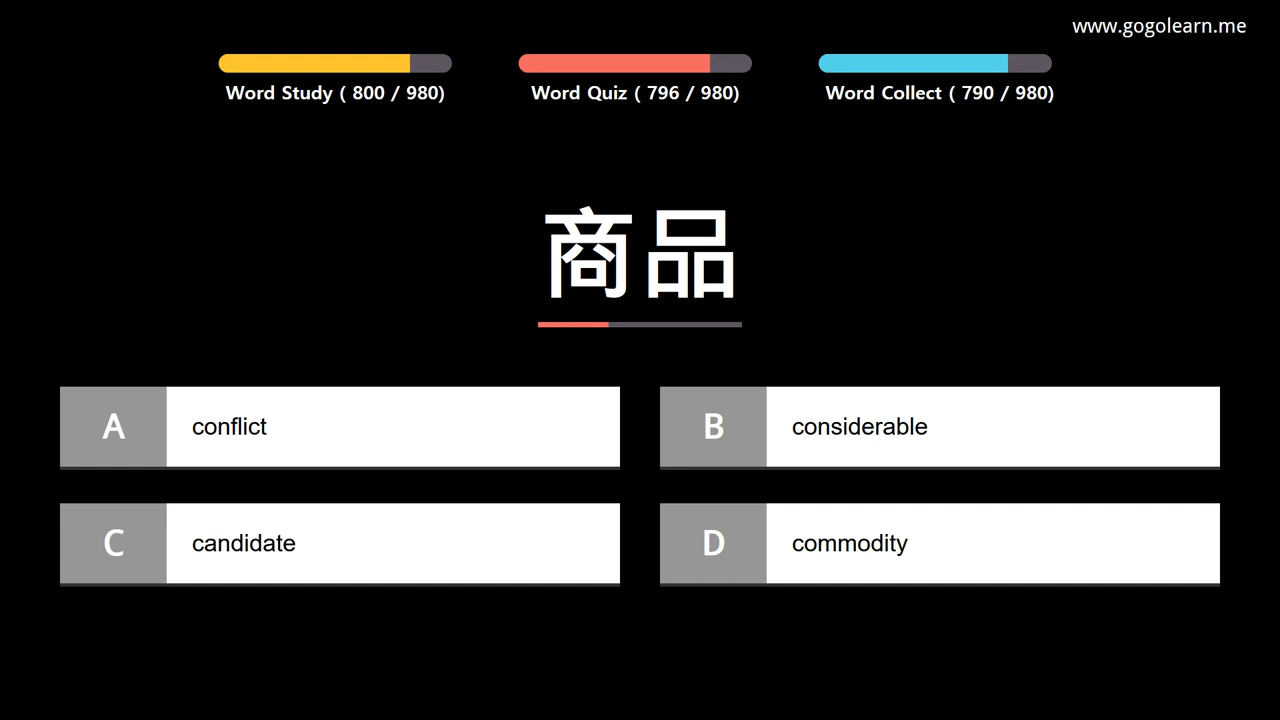 www.gogolearn.me
Word Study ( 800 / 980)
Word Quiz ( 796 / 980)
Word Collect ( 790 / 980)
商品
A conflict
B considerable
C candidate
D commodity